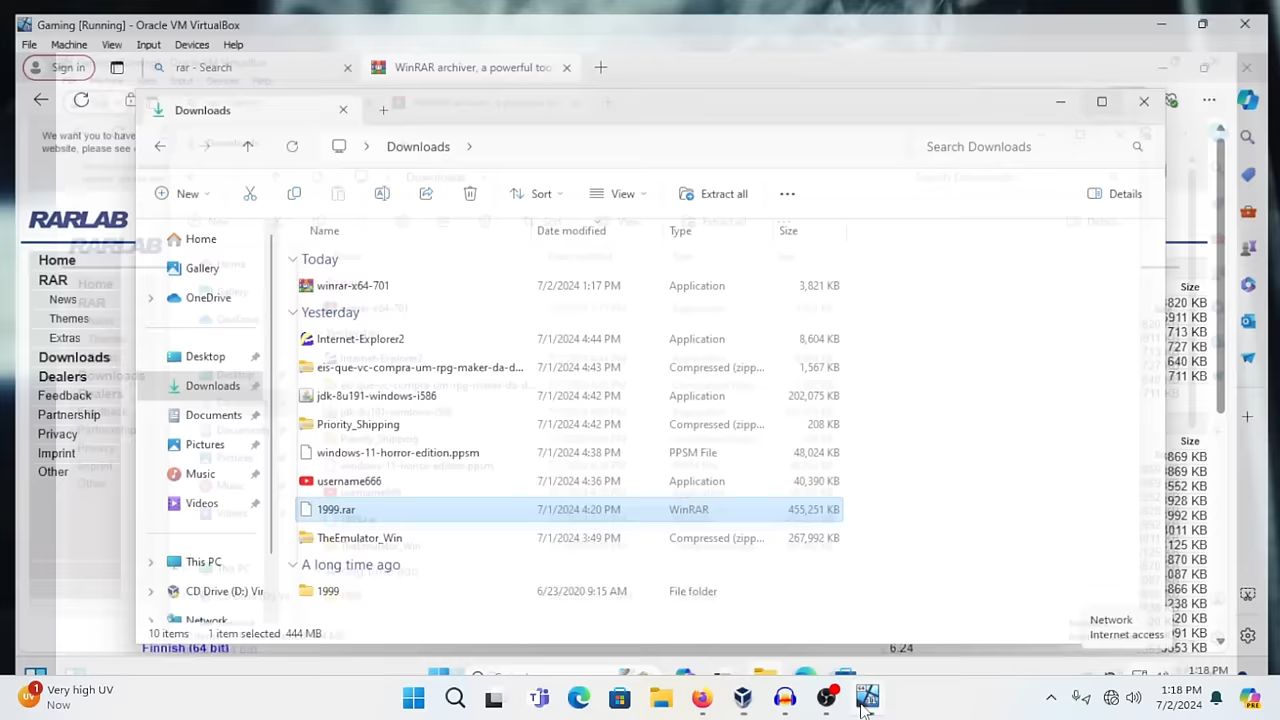 Gaming [Running] - Oracle VM VirtualBox
File Machine View Input Devices Help
Sign in rar - Search WinRAR archiver, a powerful too
We want you to have
website, please see
RARLAB
Home
RAR
News
Themes
Extras
Downloads
Dealers
Feedback
Partnership
Privacy
Imprint
Other
Downloads
Downloads Search Downloads
New Sort View Extract all Details
Home
Gallery
OneDrive
Desktop
Downloads
Documents
Pictures
Music
Videos
This PC
CD Drive (D:) Vir
Network
Name Date modified Type Size
Today
winrar-x64-701 7/2/2024 1:17 PM Application 3,821 KB
Yesterday
Internet-Explorer2 7/1/2024 4:44 PM Application 8,604 KB
eis-que-vc-compra-um-rpg-maker-da-d... 7/1/2024 4:43 PM Compressed (zipp... 1,567 KB
jdk-8u191-windows-i586 7/1/2024 4:42 PM Application 202,075 KB
Priority_Shipping 7/1/2024 4:42 PM Compressed (zipp... 208 KB
windows-11-horror-edition.ppsm 7/1/2024 4:38 PM PPSM File 48,024 KB
username666 7/1/2024 4:36 PM Application 40,390 KB
1999.rar 7/1/2024 4:20 PM WinRAR 455,251 KB
TheEmulator_Win 7/1/2024 3:49 PM Compressed (zipp... 267,992 KB
A long time ago
1999 6/23/2020 9:15 AM File folder
10 items 1 item selected 444 MB
Size
Size
Network
Internet access
Finnish (64 bit) 6.24
1:18 PM
Very high UV
Now
1:18 PM
7/2/2024